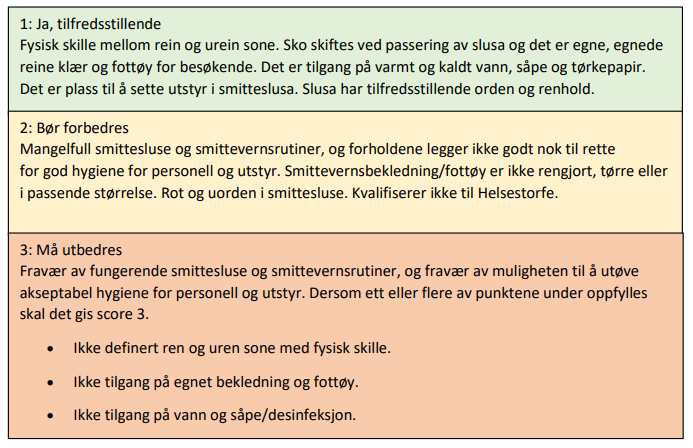 1: Ja, tilfredsstillende
Fysisk skille mellom rein og urein sone. Sko skiftes ved passering av slusa og det er egne, egnede
reine klær og fottøy for besøkende. Det er tilgang på varmt og kaldt vann, såpe og tørkepapir.
Det er plass til å sette utstyr i smitteslusa. Slusa har tilfredsstillende orden og renhold.
2: Bør forbedres
Mangelfull smittesluse og smittevernsrutiner, og forholdene legger ikke godt nok til rette
for god hygiene for personell og utstyr. Smittevernsbekledning/fottøy er ikke rengjort, tørre eller
i passende størrelse. Rot og uorden i smittesluse. Kvalifiserer ikke til Helsestorfe.
3: Må utbedres
Fravær av fungerende smittesluse og smittevernsrutiner, og fravær av muligheten til å utøve
akseptabel hygiene for personell og utstyr. Dersom ett eller flere av punktene under oppfylles
skal det gis score 3.
• Ikke definert ren og uren sone med fysisk skille.
• Ikke tilgang på egnet bekledning og fottøy.
• Ikke tilgang på vann og såpe/desinfeksjon.